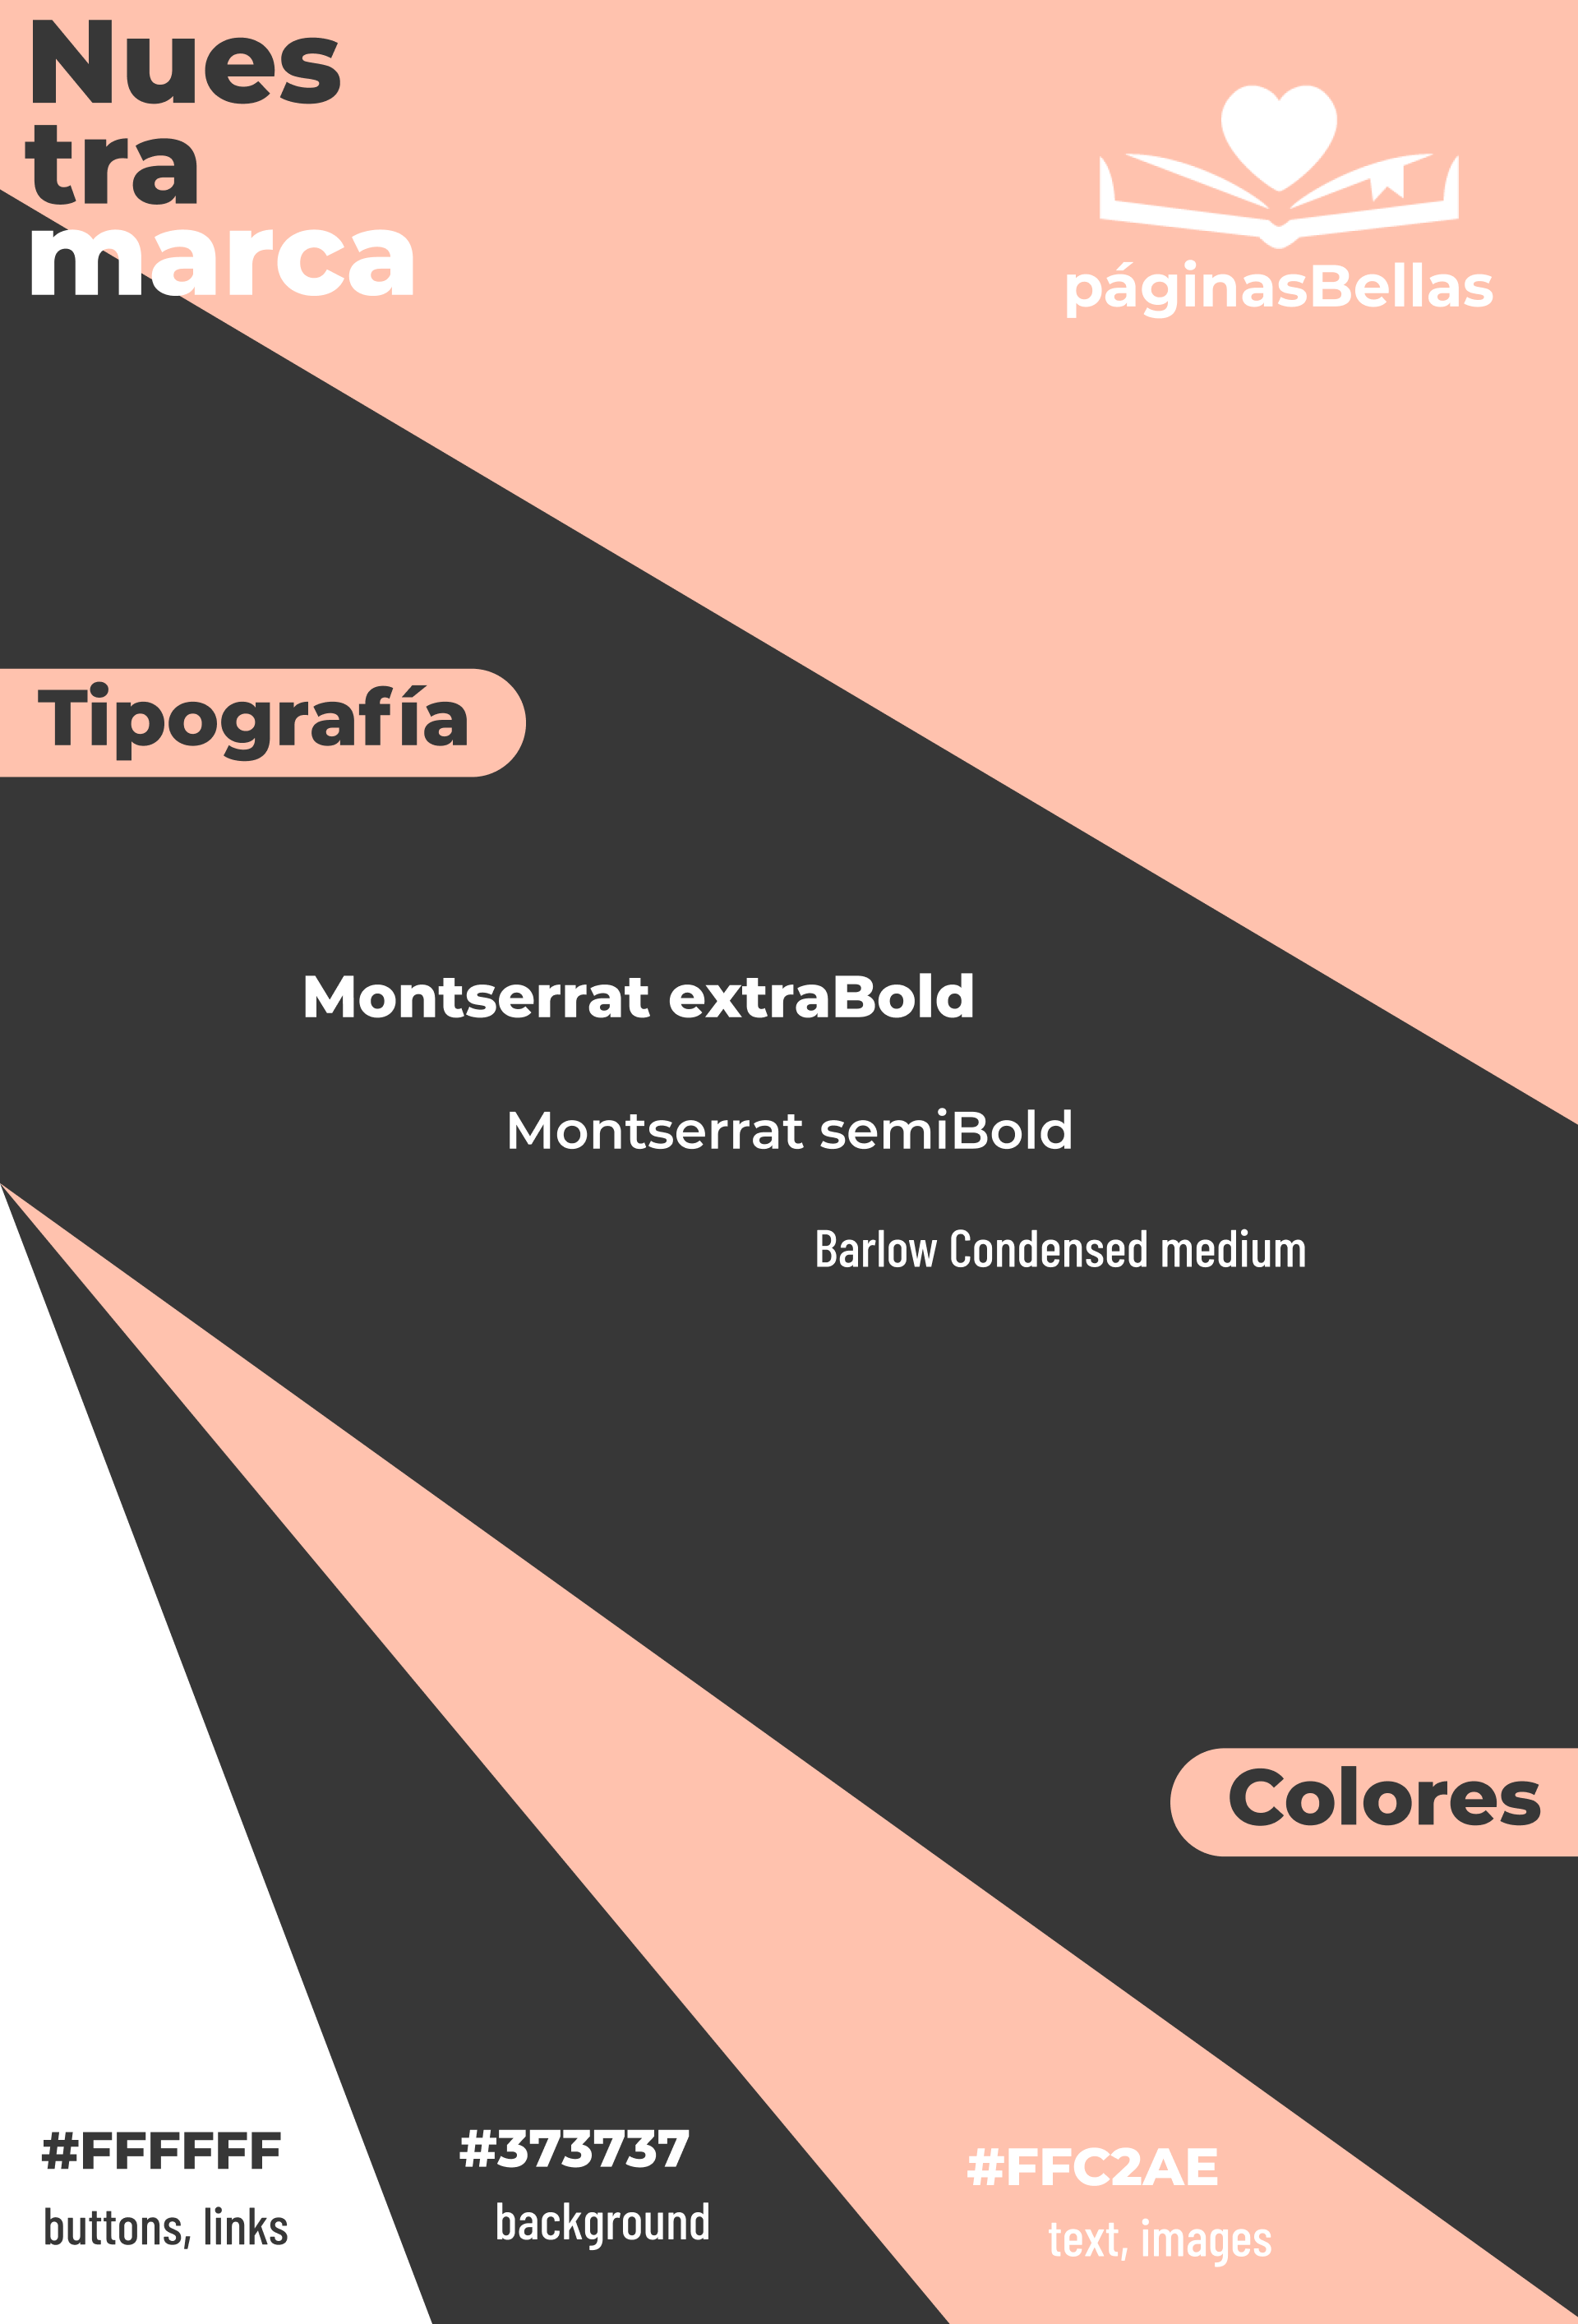 Nues
tra
marca
páginasBellas
Tipografía
Montserrat extraBold
Montserrat semiBold
Barlow Condensed medium
Colores
#FFFFFF
buttons, links
#373737
background
#FFC2AE
text, images